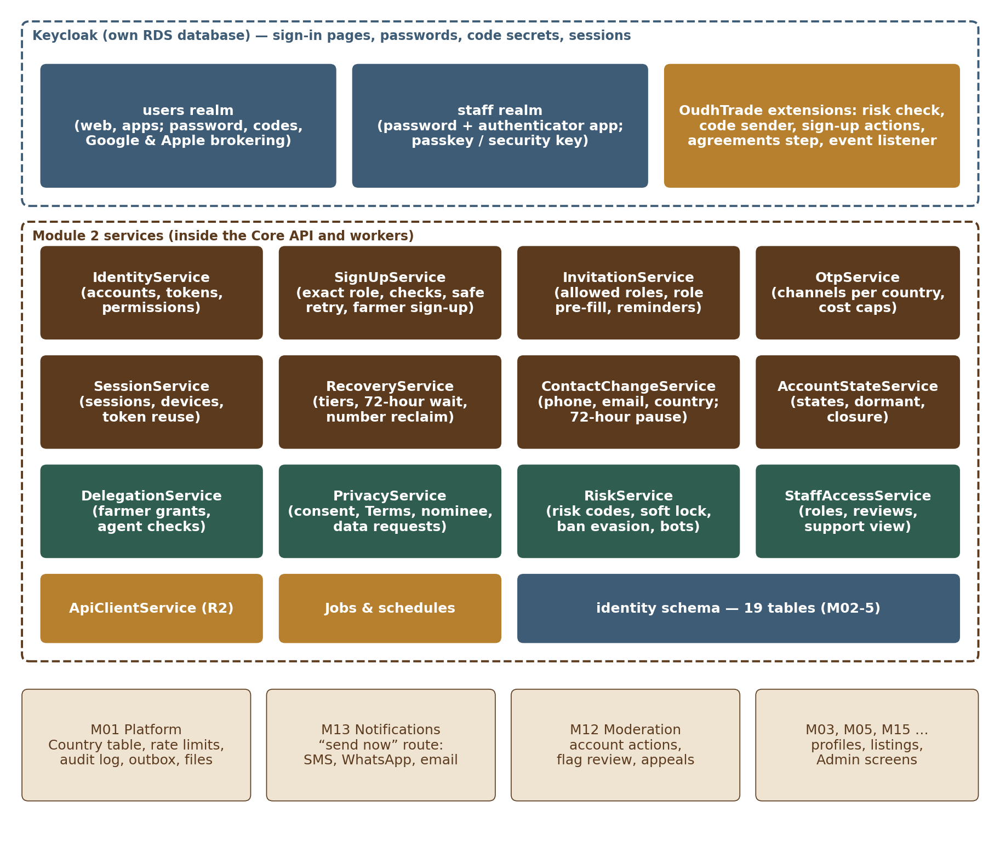 Keycloak (own RDS database) — sign-in pages, passwords, code secrets, sessions
users realm
(web, apps; password, codes,
Google & Apple brokering)
staff realm
(password + authenticator app;
passkey / security key)
OudhTrade extensions: risk check,
code sender, sign-up actions,
agreements step, event listener
Module 2 services (inside the Core API and workers)
IdentityService
(accounts, tokens,
permissions)
SignUpService
(exact role, checks, safe
retry, farmer sign-up)
InvitationService
(allowed roles, role
pre-fill, reminders)
OtpService
(channels per country,
cost caps)
SessionService
(sessions, devices,
token reuse)
RecoveryService
(tiers, 72-hour wait,
number reclaim)
ContactChangeService
(phone, email, country;
72-hour pause)
AccountStateService
(states, dormant,
closure)
DelegationService
(farmer grants,
agent checks)
PrivacyService
(consent, Terms, nominee,
data requests)
RiskService
(risk codes, soft lock,
ban evasion, bots)
StaffAccessService
(roles, reviews,
support view)
ApiClientService (R2)
Jobs & schedules
identity schema — 19 tables (M02-5)
M01 Platform
Country table, rate limits,
audit log, outbox, files
M13 Notifications
“send now” route:
SMS, WhatsApp, email
M12 Moderation
account actions,
flag review, appeals
M03, M05, M15 …
profiles, listings,
Admin screens